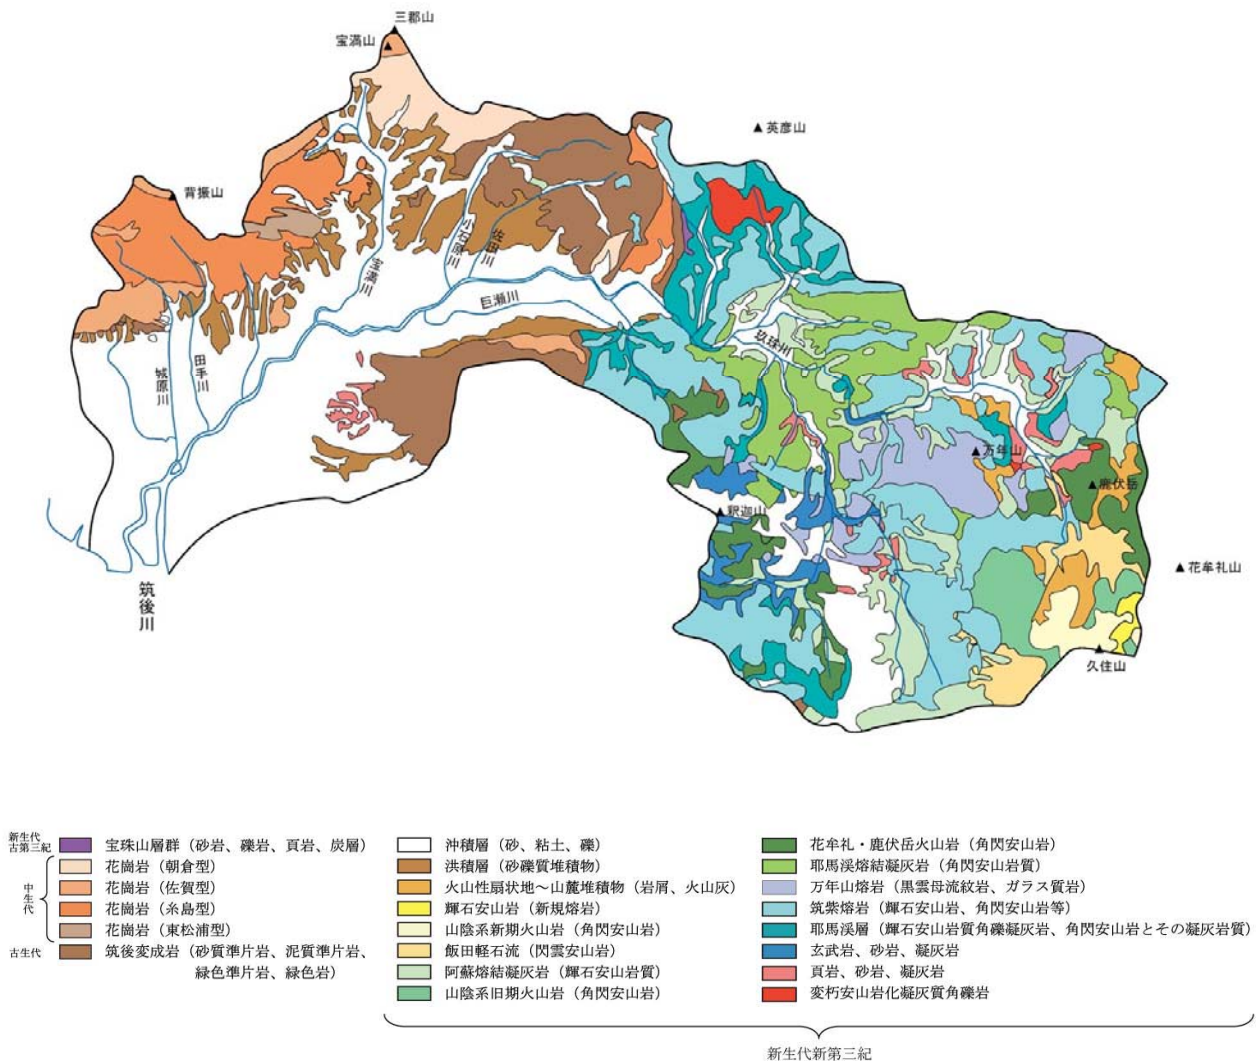 三郡山
宝満山
英彦山
背振山
小石原川
佐田川
宝満川
巨瀬川
玖珠川
田手川
城原川
万年山
鹿伏岳
釈迦山
花牟礼山
筑後川
久住山
新生代
古第三紀
宝珠山層群（砂岩、礫岩、頁岩、炭層）
中生代
花崗岩（朝倉型）
花崗岩（佐賀型）
花崗岩（糸島型）
花崗岩（東松浦型）
古生代
筑後変成岩（砂質準片岩、泥質準片岩、
緑色準片岩、緑色岩）
沖積層（砂、粘土、礫）
洪積層（砂礫質堆積物）
火山性扇状地〜山麓堆積物（岩屑、火山灰）
輝石安山岩（新規熔岩）
山陰系新期火山岩（角閃安山岩）
飯田軽石流（閃雲安山岩）
阿蘇熔結凝灰岩（輝石安山岩質）
山陰系旧期火山岩（角閃安山岩）
花牟礼・鹿伏岳火山岩（角閃安山岩）
耶馬渓熔結凝灰岩（角閃安山岩質）
万年山熔岩（黒雲母流紋岩、ガラス質岩）
筑紫熔岩（輝石安山岩、角閃安山岩等）
耶馬渓層（輝石安山岩質角礫凝灰岩、角閃安山岩とその凝灰岩質）
玄武岩、砂岩、凝灰岩
頁岩、砂岩、凝灰岩
変朽安山岩化凝灰質角礫岩
新生代新第三紀